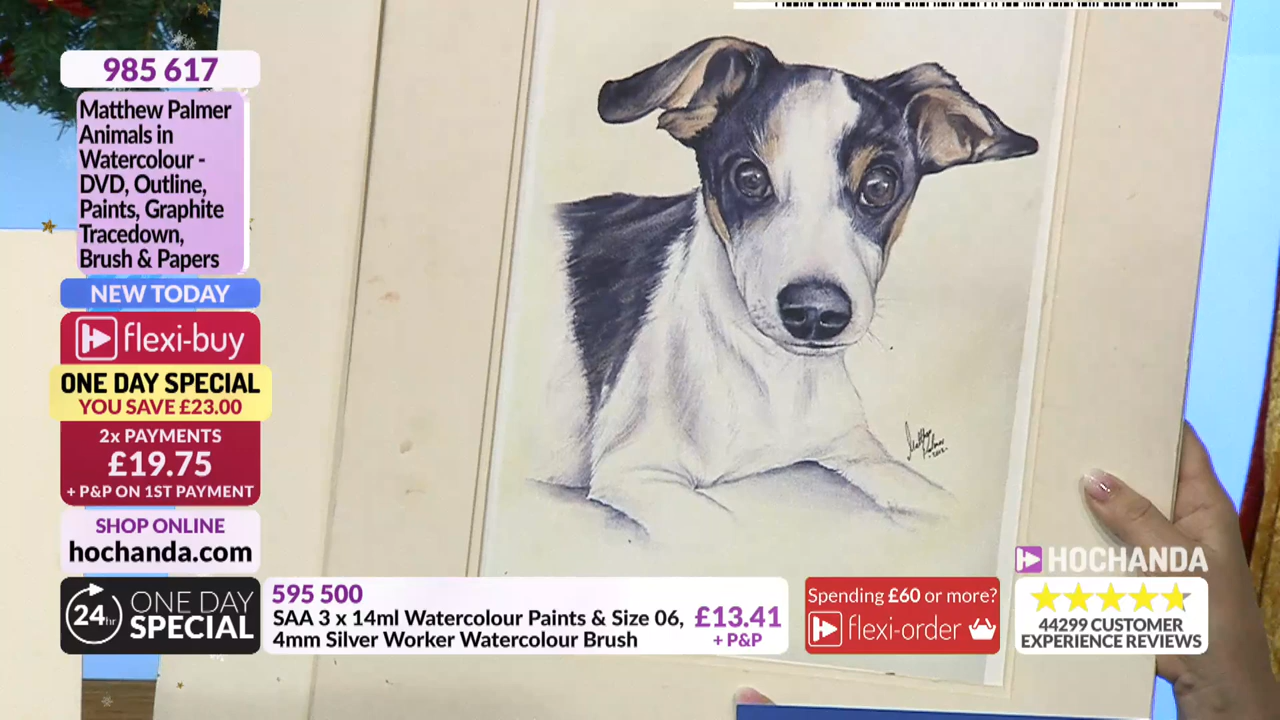 985 617
Matthew Palmer
Animals in
Watercolour -
DVD, Outline,
Paints, Graphite
Tracedown,
Brush & Papers
NEW TODAY
flexi-buy
ONE DAY SPECIAL
YOU SAVE £23.00
2x PAYMENTS
£19.75
+ P&P ON 1ST PAYMENT
SHOP ONLINE
hochanda.com
24hr
ONE DAY
SPECIAL
595 500
SAA 3 x 14ml Watercolour Paints & Size 06,
4mm Silver Worker Watercolour Brush
£13.41
+ P&P
Spending £60 or more?
flexi-order
HOCHANDA
44299 CUSTOMER
EXPERIENCE REVIEWS
Matthew
Palmer